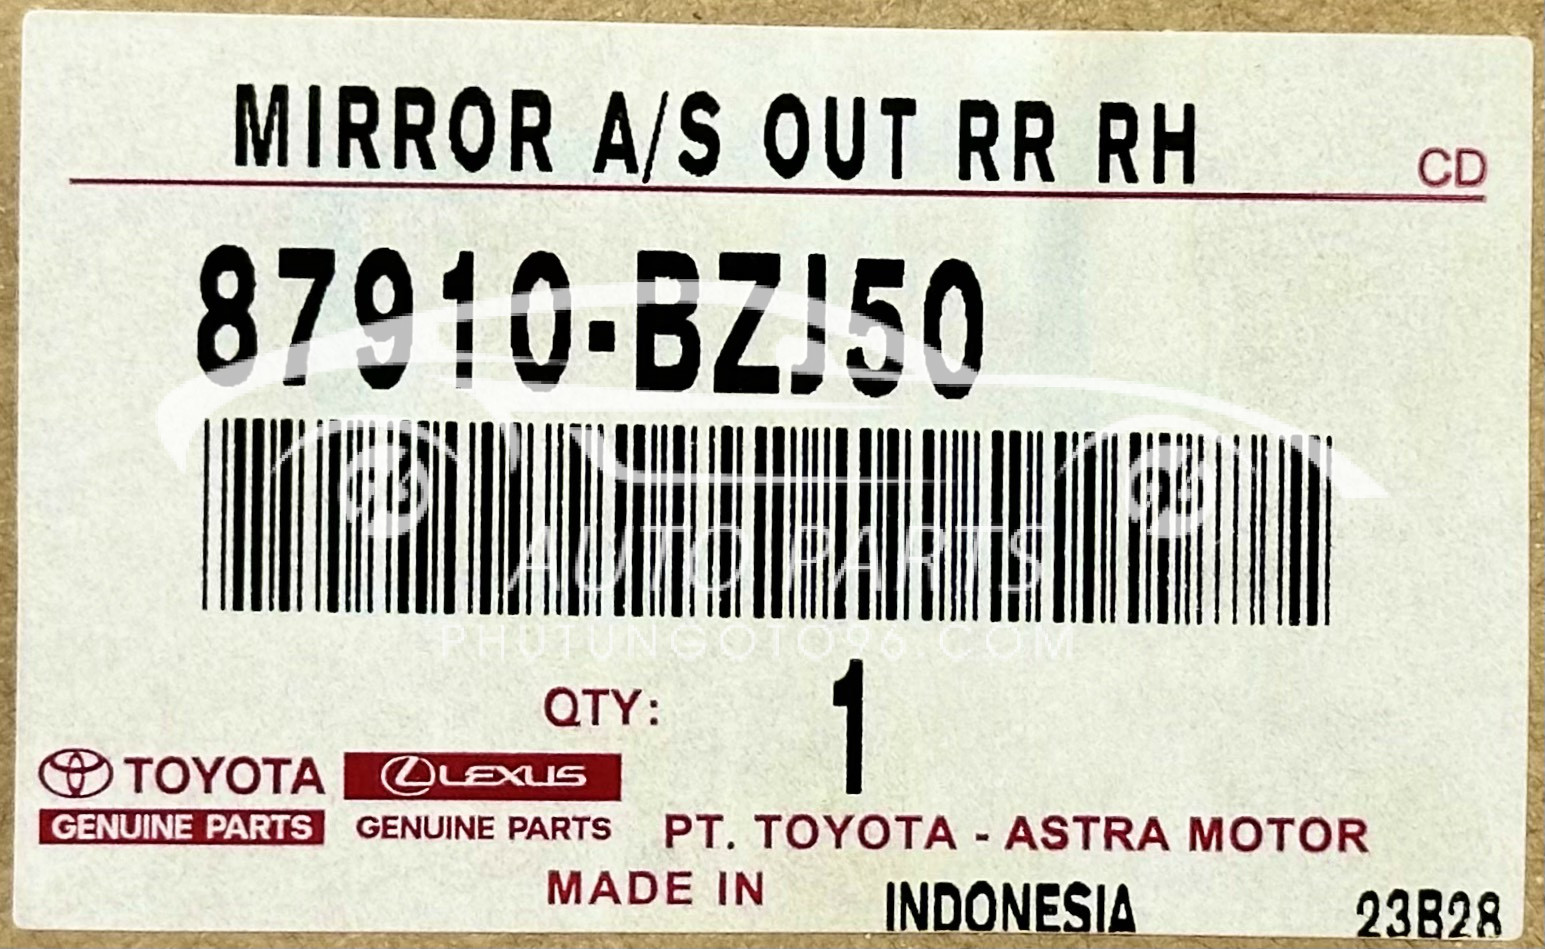 MIRROR A/S OUT RR RH
CD
87910-BZJ50
AUTO PARTS
PHUTUNGOTO96.COM
QTY: 1
TOYOTA
GENUINE PARTS
LEXUS
GENUINE PARTS
PT. TOYOTA - ASTRA MOTOR
MADE IN INDONESIA
23B28